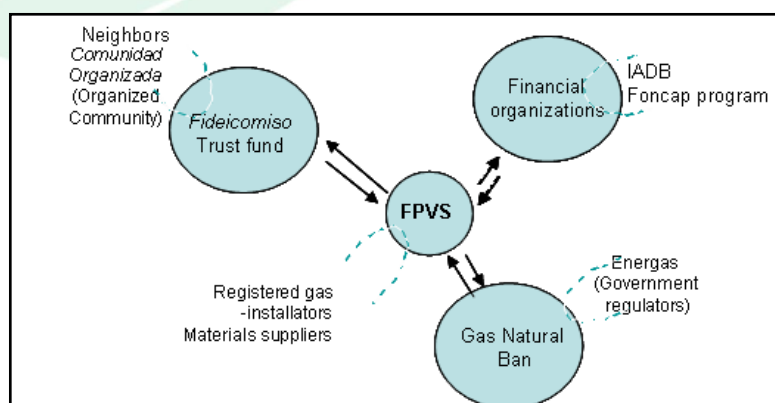 Neighbors
Comunidad
Organizada
(Organized
Community)
Fideicomiso
Trust fund
Financial
organizations
IADB
Foncap program
FPVS
Registered gas
-installators
Materials suppliers
Energas
(Government
regulators)
Gas Natural
Ban